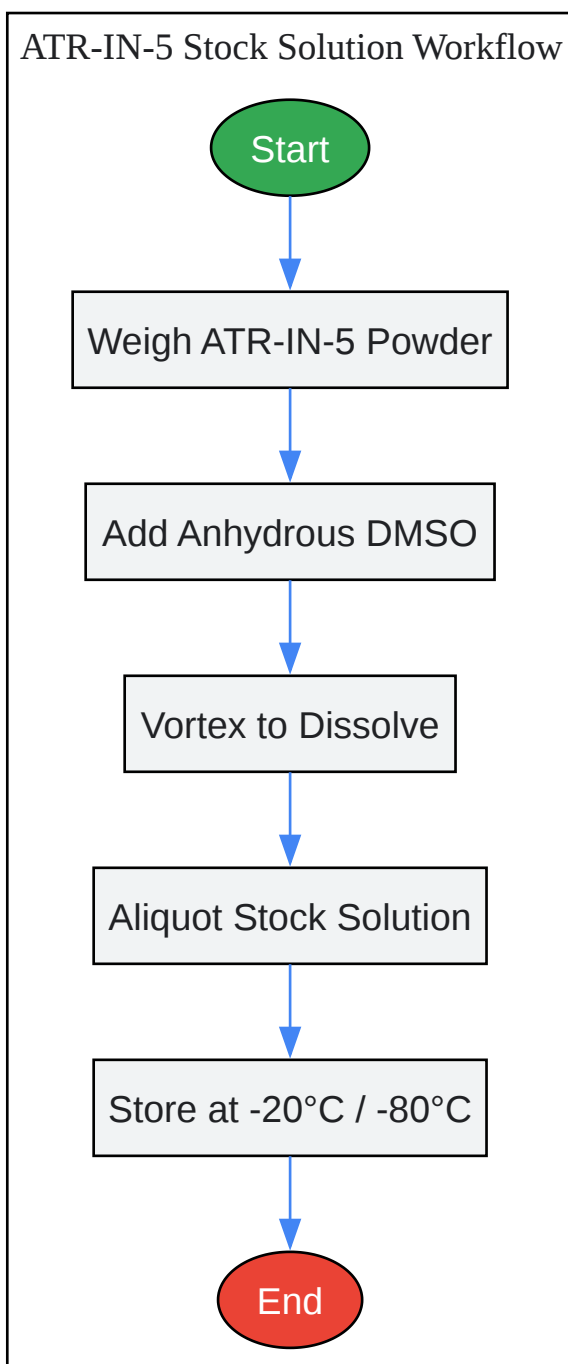 ATR-IN-5 Stock Solution Workflow
Start
Weigh ATR-IN-5 Powder
Add Anhydrous DMSO
Vortex to Dissolve
Aliquot Stock Solution
Store at -20°C / -80°C
End